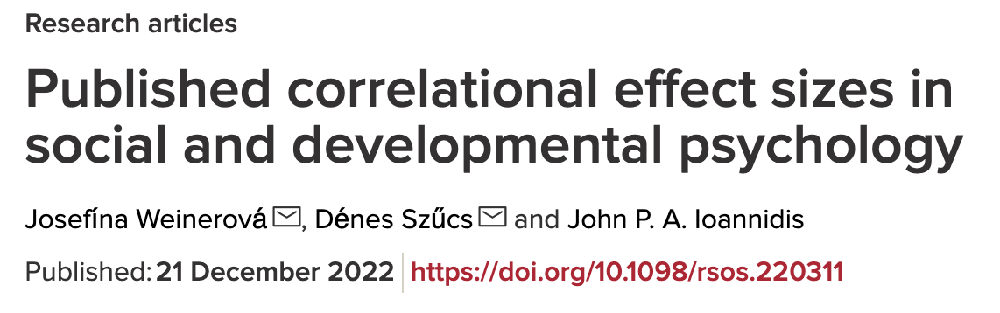 Research articles
Published correlational effect sizes in
social and developmental psychology
Josefína Weinerová, Dénes Szűcs and John P. A. Ioannidis
Published: 21 December 2022 https://doi.org/10.1098/rsos.220311